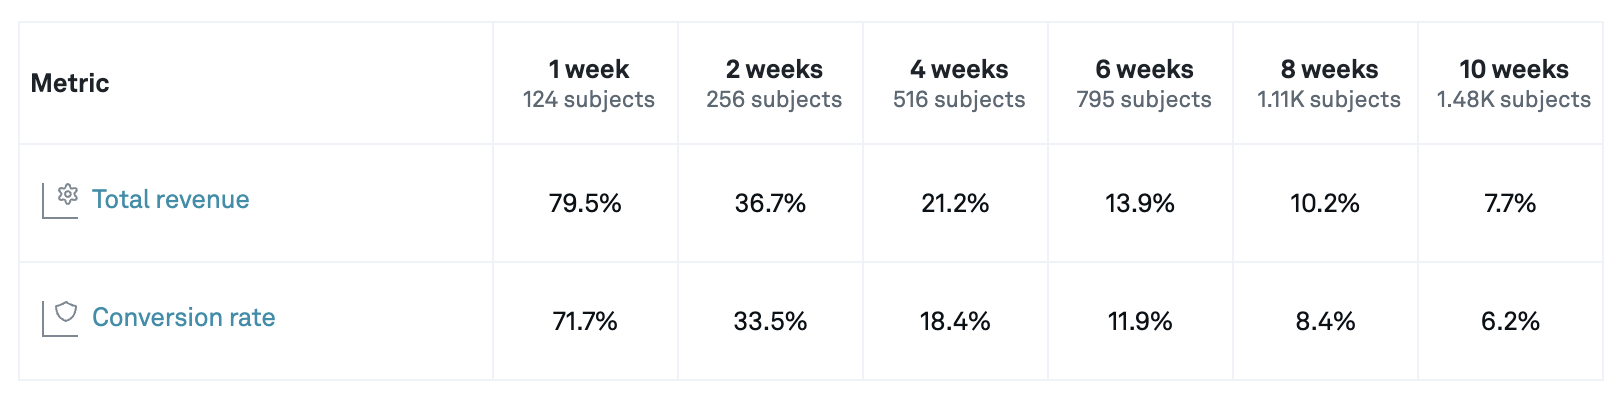 Metric
1 week
124 subjects
2 weeks
256 subjects
4 weeks
516 subjects
6 weeks
795 subjects
8 weeks
1.11K subjects
10 weeks
1.48K subjects
Total revenue
79.5%
36.7%
21.2%
13.9%
10.2%
7.7%
Conversion rate
71.7%
33.5%
18.4%
11.9%
8.4%
6.2%